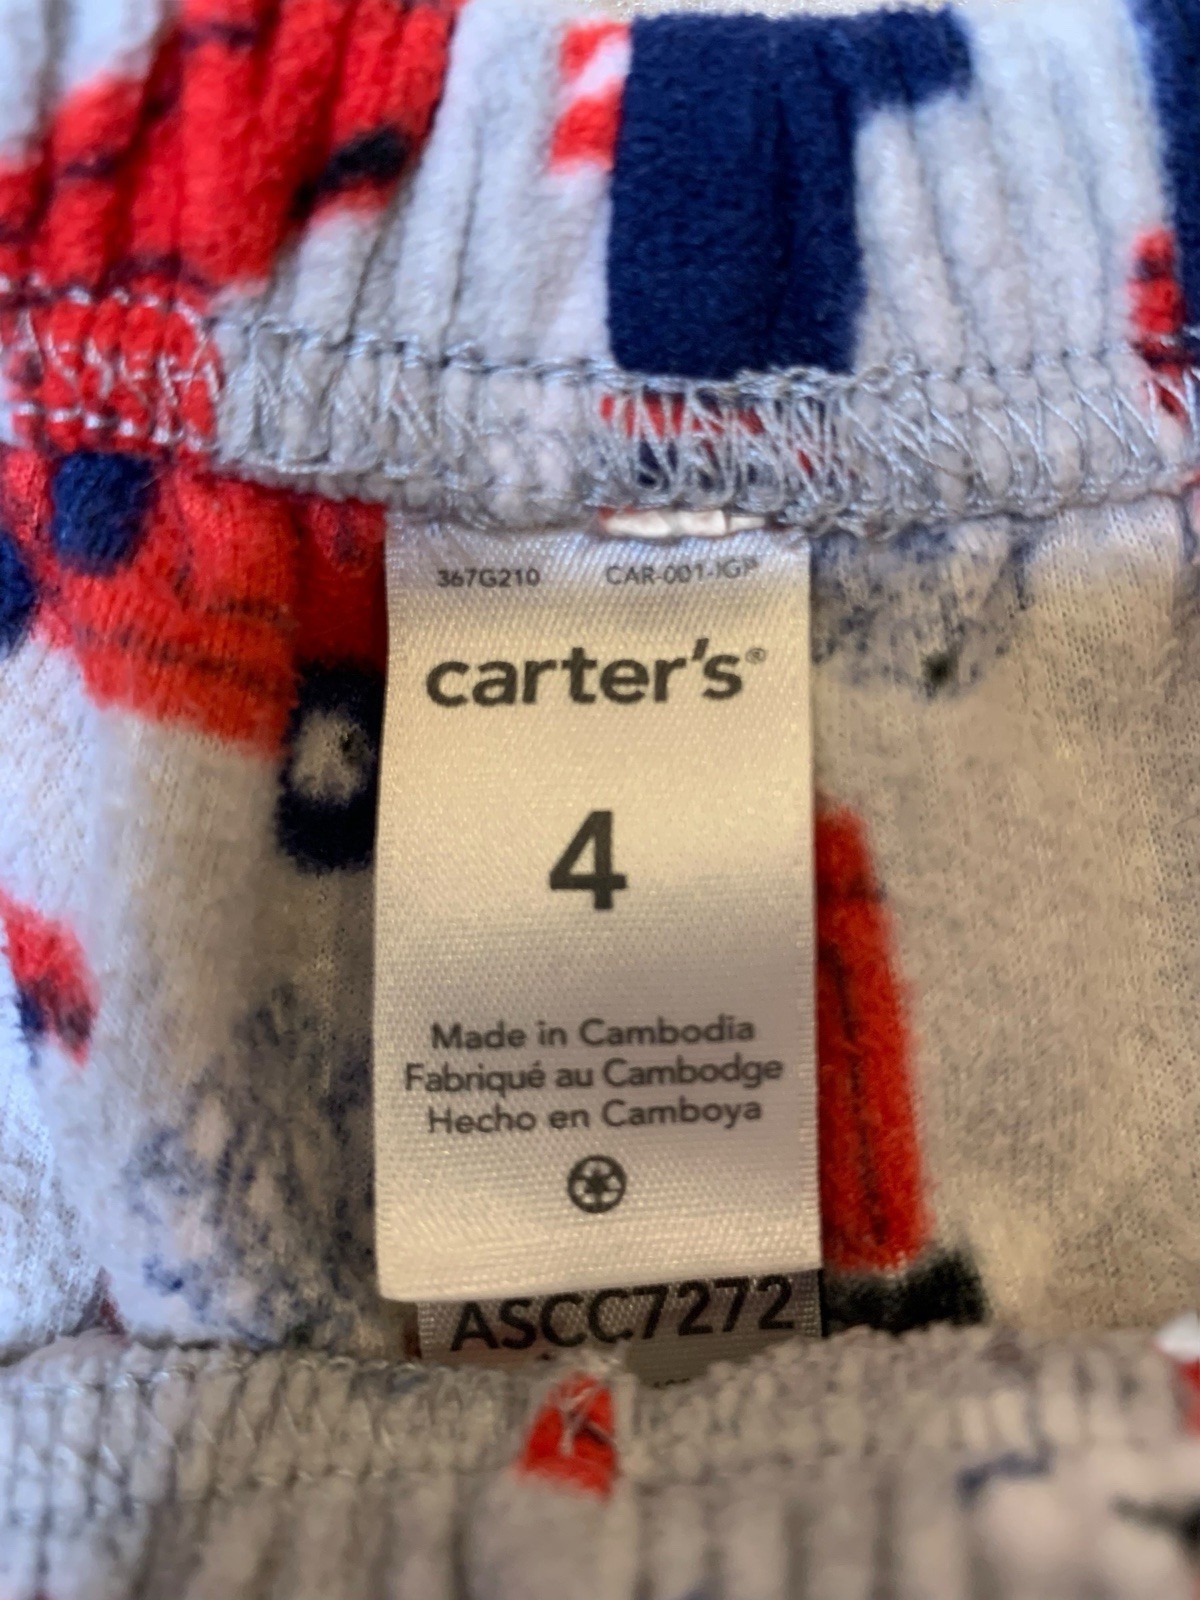 367G210 CAR-001-IGP
carter's®
4
Made in Cambodia
Fabriqué au Cambodge
Hecho en Camboya
ASCC7272